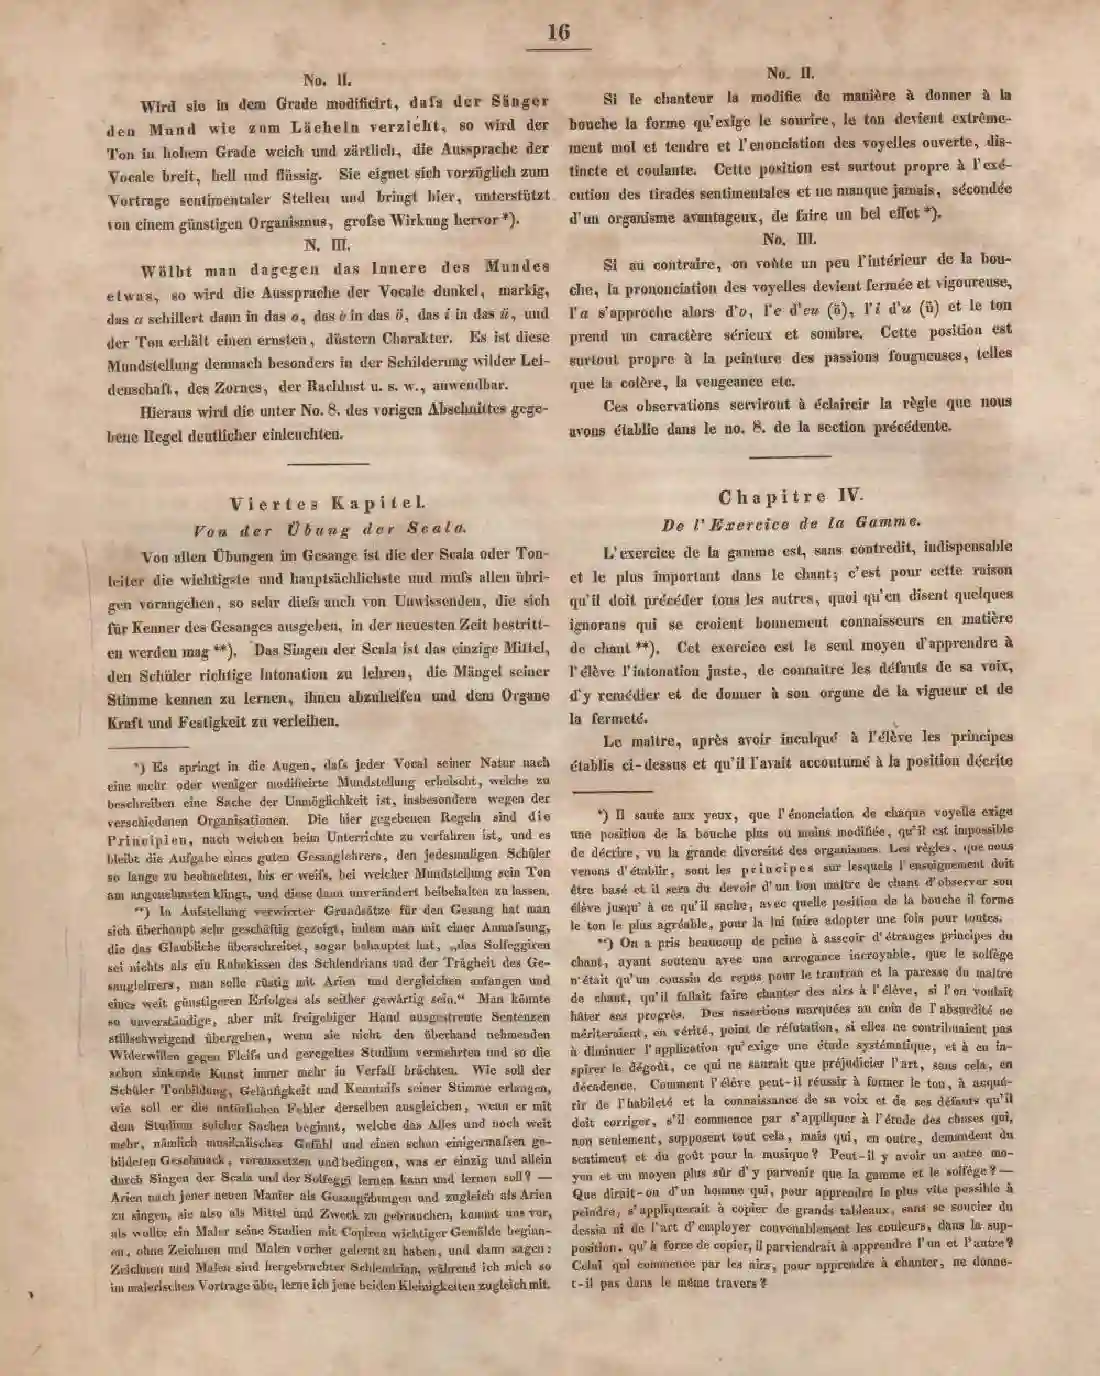 16
No. II.
Wird sie in dem Grade modificirt, daſs der Sänger
den Mund wie zum Lächeln verzicht, so wird der
Ton in hohem Grade weich und zärtlich, die Aussprache der
Vocale breit, hell und flüssig. Sie eignet sich vorzüglich zum
Vortrage sentimentaler Stellen und bringt hier, unterstützt
von einem günstigen Organismus, groſse Wirkung hervor*).
N. III.
Wölbt man dagegen das Innere des Mundes
etwas, so wird die Aussprache der Vocale dunkel, markig,
das a schillert dann in das o, das e in das ö, das i in das ü, und
der Ton erhält einen ernsten, düstern Charakter. Es ist diese
Mundstellung demnach besonders in der Schilderung wilder Lei-
denschaft, des Zornes, der Rachlust u. s. w., anwendbar.
Hieraus wird die unter No. 8. des vorigen Abschnittes gege-
bene Regel deutlicher einleuchten.
Viertes Kapitel.
Von der Übung der Scala.
Von allen Übungen im Gesange ist die der Scala oder Ton-
leiter die wichtigste und hauptsächlichste und muſs allen übri-
gen vorangehen, so sehr dieſs auch von Unwissenden, die sich
für Kenner des Gesanges ausgeben, in der neuesten Zeit bestritt-
en werden mag**). Das Singen der Scala ist das einzige Mittel,
den Schüler richtige Intonation zu lehren, die Mängel seiner
Stimme kennen zu lernen, ihnen abzuhelfen und dem Organe
Kraft und Festigkeit zu verleihen.
*) Es springt in die Augen, daſs jeder Vocal seiner Natur nach
eine mehr oder weniger modificirte Mundstellung erheischt, welche zu
beschreiben eine Sache der Unmöglichkeit ist, insbesondere wegen der
verschiedenen Organisationen. Die hier gegebenen Regeln sind die
Principien, nach welchen beim Unterrichte zu verfahren ist, und es
bleibt die Aufgabe eines guten Gesanglehrers, den jedesmaligen Schüler
so lange zu beobachten, bis er weiſs, bei welcher Mundstellung sein Ton
am angenehmsten klingt, und diese dann unverändert beibehalten zu lassen.
**) In Aufstellung verwirrter Grundsätze für den Gesang hat man
sich überhaupt sehr geschäftig gezeigt, indem man mit einer Anmaſsung,
die das Glaubliche überschreitet, sogar behauptet hat, „das Solfeggiren
sei nichts als ein Ruhekissen des Schlendrians und der Trägheit des Ge-
sanglehrers, man solle rüstig mit Arien und dergleichen anfangen und
eines weit günstigeren Erfolges als seither gewärtig sein.“ Man könnte
so unverständige, aber mit freigebiger Hand ausgestreute Sentenzen
stillschweigend übergehen, wenn sie nicht den überhand nehmenden
Widerwillen gegen Fleiſs und geregeltes Studium vermehrten und so die
schon sinkende Kunst immer mehr in Verfall brächten. Wie soll der
Schüler Tonbildung, Geläufigkeit und Kenntniſs seiner Stimme erlangen,
wie soll er die natürlichen Fehler derselben ausgleichen, wenn er mit
dem Studium solcher Sachen beginnt, welche das Alles und noch weit
mehr, nämlich musikalisches Gefühl und einen schon einigermaſsen ge-
bildeten Geschmack, voraussetzen und bedingen, was er einzig und allein
durch Singen der Scala und der Solfeggi lernen kann und lernen soll? —
Arien nach jener neuen Manier als Gesangübungen und zugleich als Arien
zu singen, sie also als Mittel und Zweck zu gebrauchen, kommt uns vor,
als wollte ein Maler seine Studien mit Copiren wichtiger Gemälde beginn-
en, ohne Zeichnen und Malen vorher gelernt zu haben, und dann sagen:
Zeichnen und Malen sind hergebrachter Schlendrian, während ich mich so
im malerischen Vortrage übe, lerne ich jene beiden Kleinigkeiten zugleich mit.
No. II.
Si le chanteur la modifie de manière à donner à la
bouche la forme qu'exige le sourire, le ton devient extrême-
ment mol et tendre et l'enonciation des voyelles ouverte, dis-
tincte et coulante. Cette position est surtout propre à l'exé-
cution des tirades sentimentales et ne manque jamais, sécondée
d'un organisme avantageux, de faire un bel effet*).
No. III.
Si au contraire, on voûte un peu l'intérieur de la bou-
che, la prononciation des voyelles devient fermée et vigoureuse,
l'a s'approche alors d'o, l'e d'eu (ö), l'i d'u (ü) et le ton
prend un caractère sérieux et sombre. Cette position est
surtout propre à la peinture des passions fougueuses, telles
que la colère, la vengeance etc.
Ces observations serviront à éclaircir la règle que nous
avons établie dans le no. 8. de la section précédente.
Chapitre IV.
De l'Exercice de la Gamme.
L'exercice de la gamme est, sans contredit, indispensable
et le plus important dans le chant; c'est pour cette raison
qu'il doit précéder tous les autres, quoi qu'en disent quelques
ignorans qui se croient bonnement connaisseurs en matière
de chant**). Cet exercice est le seul moyen d'apprendre à
l'élève l'intonation juste, de connaitre les défauts de sa voix,
d'y remédier et de donner à son organe de la vigueur et de
la fermeté.
Le maître, après avoir inculqué à l'élève les principes
établis ci-dessus et qu'il l'avait accoutumé à la position décrite
*) Il saute aux yeux, que l'énonciation de chaque voyelle exige
une position de la bouche plus ou moins modifiée, qu'il est impossible
de décrire, vu la grande diversité des organismes. Les règles, que nous
venons d'établir, sont les principes sur lesquels l'enseignement doit
être basé et il sera du devoir d'un bon maître de chant d'observer son
élève jusqu' à ce qu'il sache, avec quelle position de la bouche il forme
le ton le plus agréable, pour la lui faire adopter une fois pour toutes.
**) On a pris beaucoup de peine à asseoir d'étranges principes du
chant, ayant soutenu avec une arrogance incroyable, que le solfège
n'était qu'un coussin de repos pour le trantran et la paresse du maître
de chant, qu'il fallait faire chanter des airs à l'élève, si l'on voulait
hâter ses progrès. Des assertions marquées au coin de l'absurdité ne
mériteraient, en vérité, point de réfutation, si elles ne contribuaient pas
à diminuer l'application qu'exige une étude systématique, et à en in-
spirer le dégoût, ce qui ne saurait que préjudicier l'art, sans cela, en
décadence. Comment l'élève peut-il réussir à former le ton, à acqué-
rir de l'habileté et la connaissance de sa voix et de ses défauts qu'il
doit corriger, s'il commence par s'appliquer à l'étude des choses qui,
non seulement, supposent tout cela, mais qui, en outre, demandent du
sentiment et du goût pour la musique? Peut-il y avoir un autre mo-
yen et un moyen plus sûr d'y parvenir que la gamme et le solfége? —
Que dirait-on d'un homme qui, pour apprendre le plus vite possible à
peindre, s'appliquerait à copier de grands tableaux, sans se soucier du
dessin ni de l'art d'employer convenablement les couleurs, dans la sup-
position, qu'à force de copier, il parviendrait à apprendre l'un et l'autre?
Celui qui commence par les airs, pour apprendre à chanter, ne donne-
t-il pas dans le même travers?